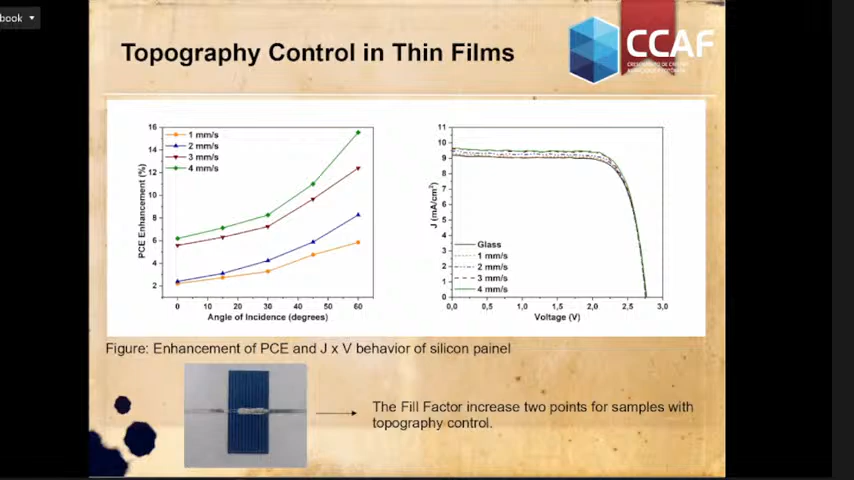 book
Topography Control in Thin Films
CCAF
16
14
12
10
8
6
4
2
PCE Enhancement (%)
1 mm/s
2 mm/s
3 mm/s
4 mm/s
0 10 20 30 40 50 60
Angle of Incidence (degrees)
11
10
9
8
7
6
5
4
3
2
1
0
J (mA/cm²)
Glass
1 mm/s
2 mm/s
3 mm/s
4 mm/s
0,0 0,5 1,0 1,5 2,0 2,5 3,0
Voltage (V)
Figure: Enhancement of PCE and J x V behavior of silicon painel
The Fill Factor increase two points for samples with
topography control.